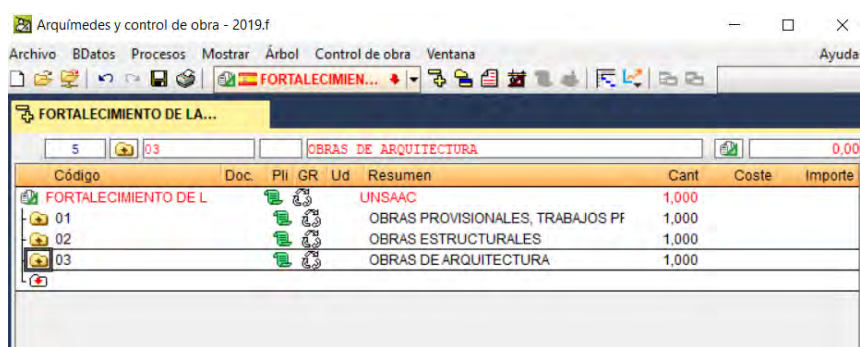 Arquímedes y control de obra - 2019.f
Archivo BDatos Procesos Mostrar Árbol Control de obra Ventana Ayuda
FORTALECIMIEN...
FORTALECIMIENTO DE LA...
5 03 OBRAS DE ARQUITECTURA 0,00
Código Doc. Pli GR Ud Resumen Cant Coste Importe
FORTALECIMIENTO DE L UNSAAC 1,000
01 OBRAS PROVISIONALES, TRABAJOS PF 1,000
02 OBRAS ESTRUCTURALES 1,000
03 OBRAS DE ARQUITECTURA 1,000